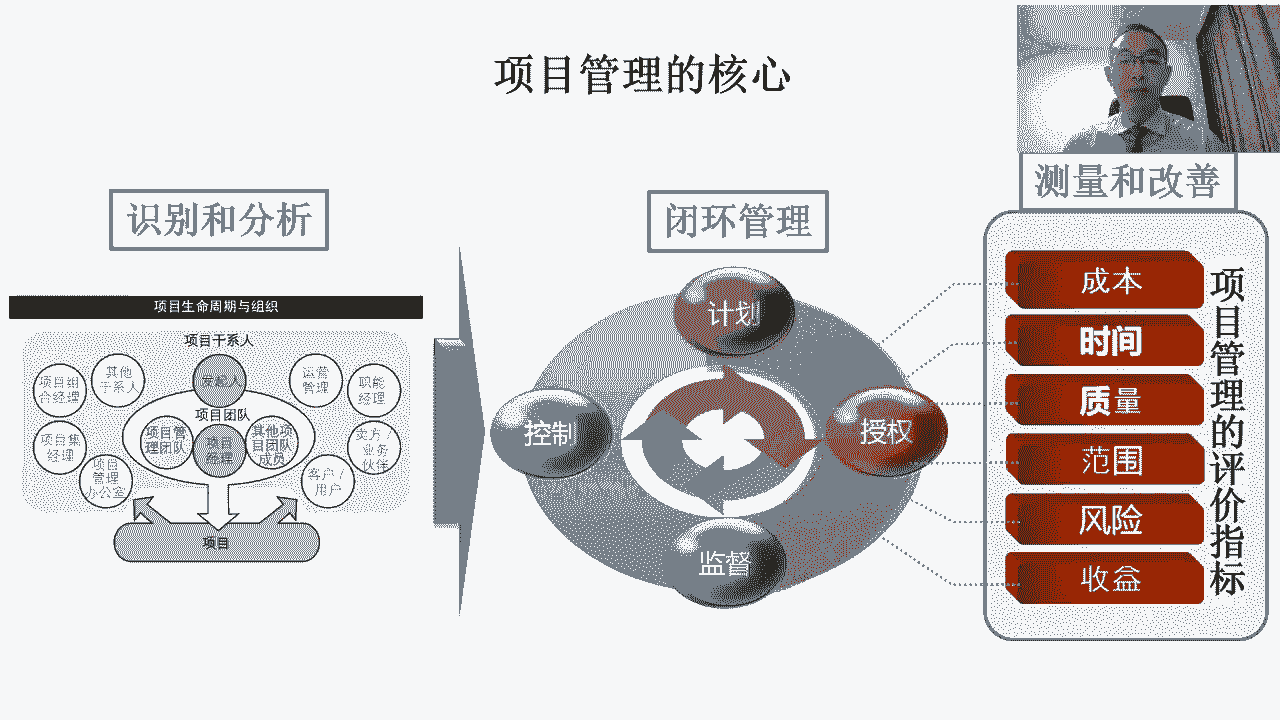 项目管理的核心
识别和分析
项目生命周期与组织
项目干系人
项目组
合经理
其他
干系人
发起人
运营
管理
职能
经理
项目团队
项目管
理团队
项目
经理
其他项
目团队
成员
项目集
经理
项目
管理
办公室
客户/
用户
卖方/
业务
伙伴
项目
闭环管理
计划
授权
监督
控制
测量和改善
成本
时间
质量
范围
风险
收益
项目管理的评价指标